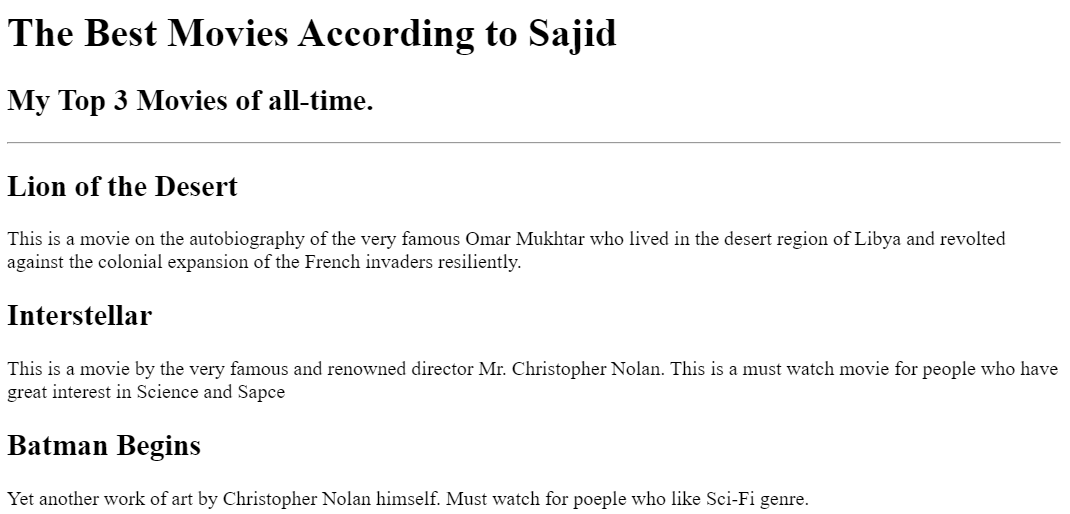 The Best Movies According to Sajid
My Top 3 Movies of all-time.
Lion of the Desert
This is a movie on the autobiography of the very famous Omar Mukhtar who lived in the desert region of Libya and revolted
against the colonial expansion of the French invaders resiliently.
Interstellar
This is a movie by the very famous and renowned director Mr. Christopher Nolan. This is a must watch movie for people who have
great interest in Science and Sapce
Batman Begins
Yet another work of art by Christopher Nolan himself. Must watch for poeple who like Sci-Fi genre.